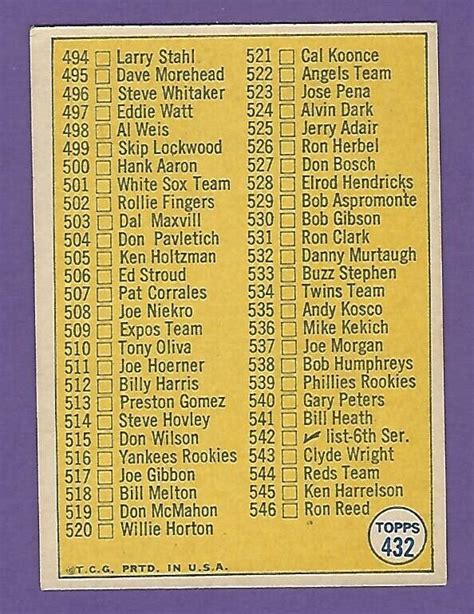 494 Larry Stahl
495 Dave Morehead
496 Steve Whitaker
497 Eddie Watt
498 Al Weis
499 Skip Lockwood
500 Hank Aaron
501 White Sox Team
502 Rollie Fingers
503 Dal Maxvill
504 Don Pavletich
505 Ken Holtzman
506 Ed Stroud
507 Pat Corrales
508 Joe Niekro
509 Expos Team
510 Tony Oliva
511 Joe Hoerner
512 Billy Harris
513 Preston Gomez
514 Steve Hovley
515 Don Wilson
516 Yankees Rookies
517 Joe Gibbon
518 Bill Melton
519 Don McMahon
520 Willie Horton
521 Cal Koonce
522 Angels Team
523 Jose Pena
524 Alvin Dark
525 Jerry Adair
526 Ron Herbel
527 Don Bosch
528 Elrod Hendricks
529 Bob Aspromonte
530 Bob Gibson
531 Ron Clark
532 Danny Murtaugh
533 Buzz Stephen
534 Twins Team
535 Andy Kosco
536 Mike Kekich
537 Joe Morgan
538 Bob Humphreys
539 Phillies Rookies
540 Gary Peters
541 Bill Heath
542 ✓ list-6th Ser.
543 Clyde Wright
544 Reds Team
545 Ken Harrelson
546 Ron Reed
TOPPS
432
©T.C.G. PRTD. IN U.S.A.